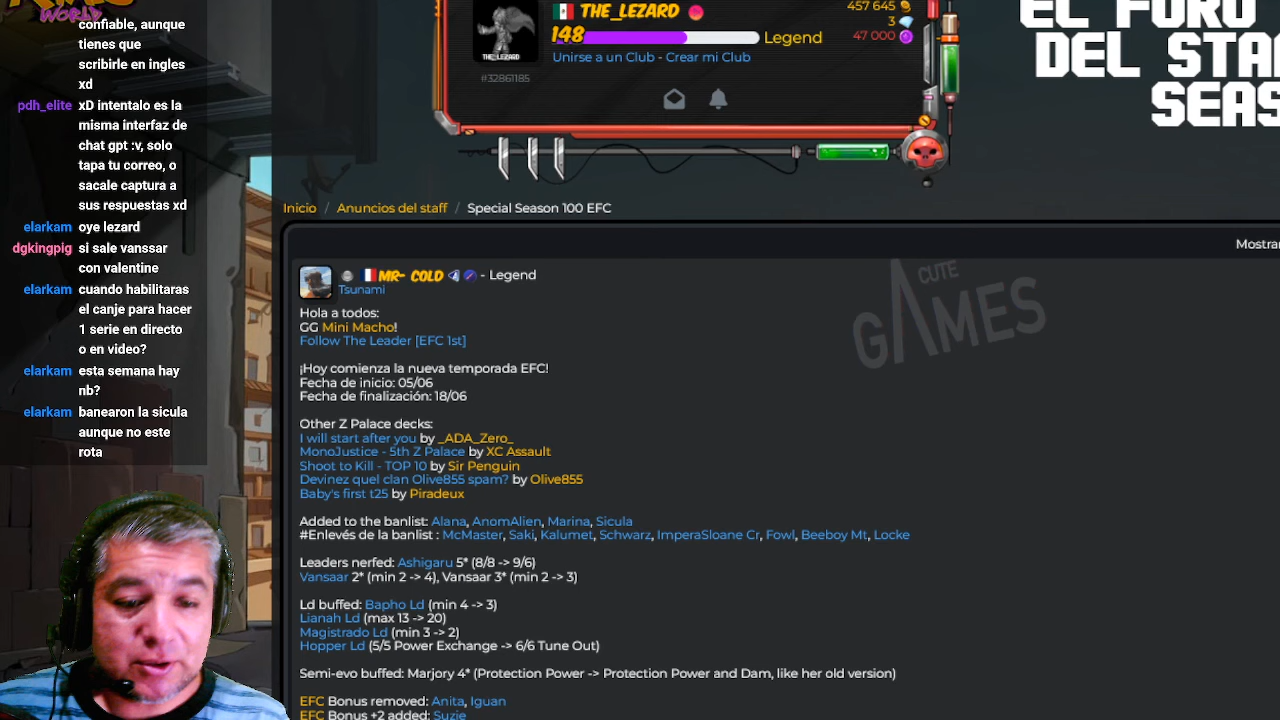 WORLD
confiable, aunque
tienes que
scribirle en ingles
xd
pdh_elite xD intentalo es la
misma interfaz de
chat gpt :v, solo
tapa tu correo, o
sacale captura a
sus respuestas xd
elarkam oye lezard
dgkingpig si sale vanssar
con valentine
elarkam cuando habilitaras
el canje para hacer
1 serie en directo
o en video?
elarkam esta semana hay
nb?
elarkam banearon la sicula
aunque no este
rota
THE_LEZARD
148 Legend
Unirse a un Club - Crear mi Club
THE_LEZARD
#32861185
457 645
3
47 000
EL FORO
DEL STA
SEAS
Inicio / Anuncios del staff / Special Season 100 EFC
Mostrar
MR- COLD - Legend
Tsunami
Hola a todos:
GG Mini Macho!
Follow The Leader [EFC 1st]
¡Hoy comienza la nueva temporada EFC!
Fecha de inicio: 05/06
Fecha de finalización: 18/06
Other Z Palace decks:
I will start after you by _ADA_Zero_
MonoJustice - 5th Z Palace by XC Assault
Shoot to Kill - TOP 10 by Sir Penguin
Devinez quel clan Olive855 spam? by Olive855
Baby's first t25 by Piradeux
Added to the banlist: Alana, AnomAlien, Marina, Sicula
#Enlevés de la banlist : McMaster, Saki, Kalumet, Schwarz, ImperaSloane Cr, Fowl, Beeboy Mt, Locke
Leaders nerfed: Ashigaru 5* (8/8 -> 9/6)
Vansaar 2* (min 2 -> 4), Vansaar 3* (min 2 -> 3)
Ld buffed: Bapho Ld (min 4 -> 3)
Lianah Ld (max 13 -> 20)
Magistrado Ld (min 3 -> 2)
Hopper Ld (5/5 Power Exchange -> 6/6 Tune Out)
Semi-evo buffed: Marjory 4* (Protection Power -> Protection Power and Dam, like her old version)
EFC Bonus removed: Anita, Iguan
EFC Bonus +2 added: Suzie
CUTE
GAMES